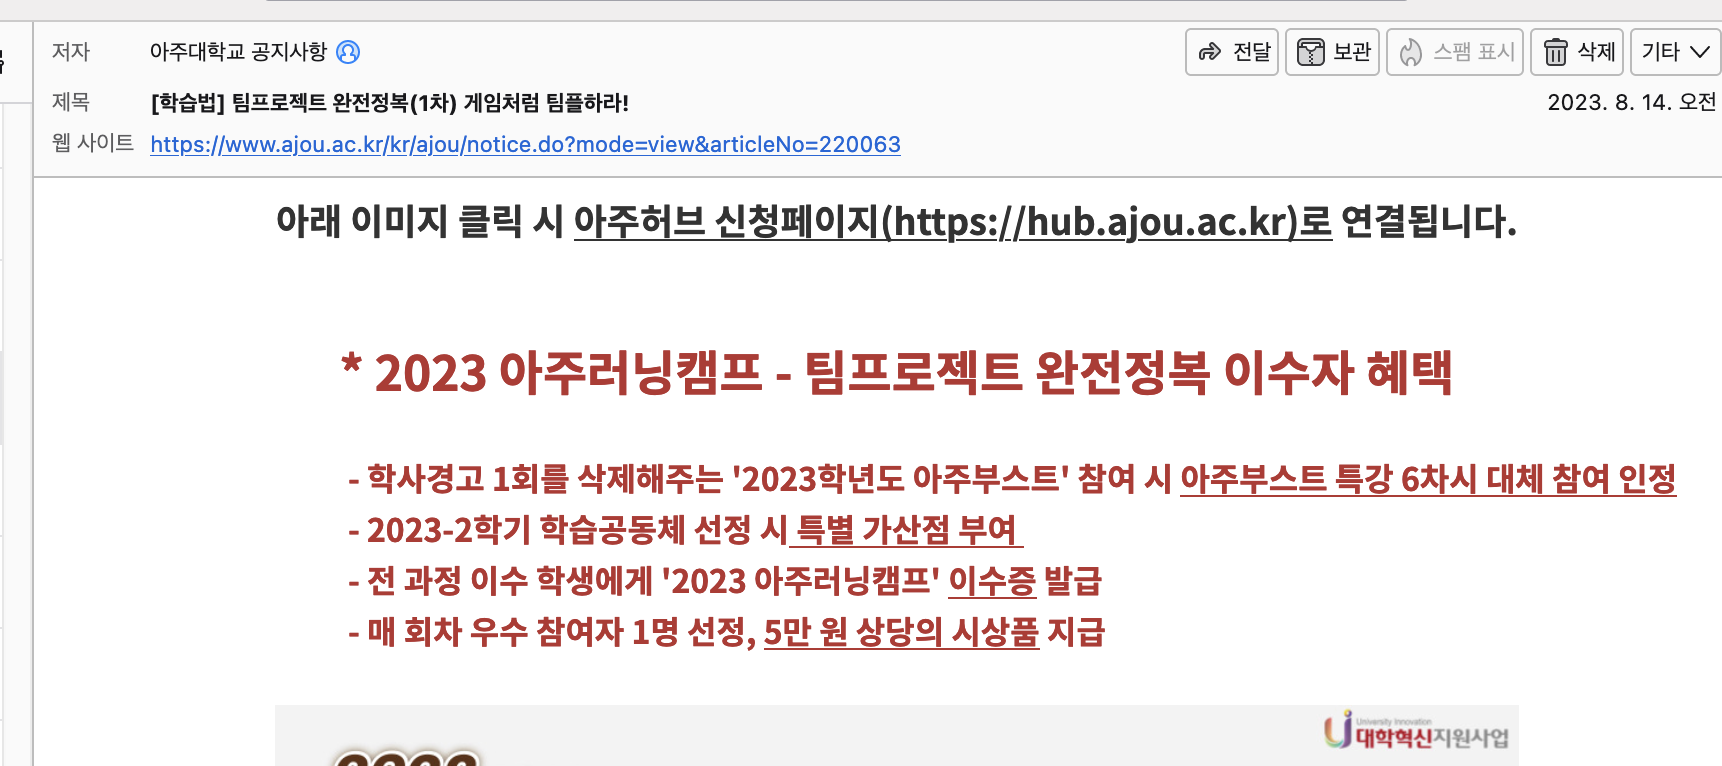 저자 아주대학교 공지사항 전달 보관 스팸 표시 삭제 기타
제목 [학습법] 팀프로젝트 완전정복(1차) 게임처럼 팀플하라! 2023. 8. 14. 오전
웹 사이트 https://www.ajou.ac.kr/kr/ajou/notice.do?mode=view&articleNo=220063
아래 이미지 클릭 시 아주허브 신청페이지(https://hub.ajou.ac.kr)로 연결됩니다.
* 2023 아주러닝캠프 - 팀프로젝트 완전정복 이수자 혜택
- 학사경고 1회를 삭제해주는 '2023학년도 아주부스트' 참여 시 아주부스트 특강 6차시 대체 참여 인정
- 2023-2학기 학습공동체 선정 시 특별 가산점 부여
- 전 과정 이수 학생에게 '2023 아주러닝캠프' 이수증 발급
- 매 회차 우수 참여자 1명 선정, 5만 원 상당의 시상품 지급
University Innovation
대학혁신지원사업